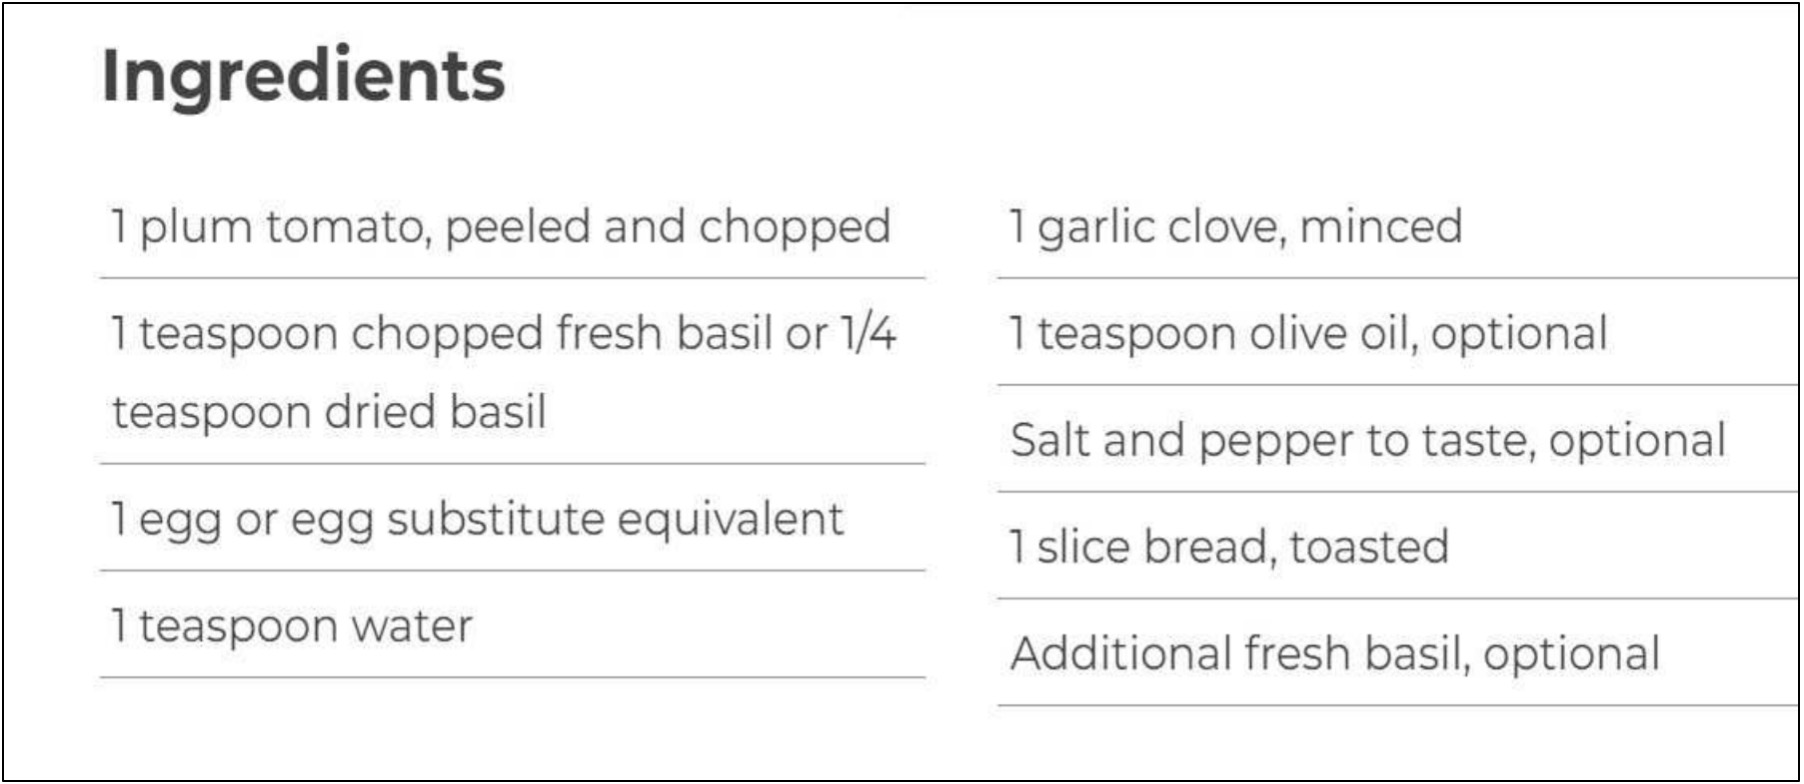 Ingredients
1 plum tomato, peeled and chopped
1 teaspoon chopped fresh basil or 1/4
teaspoon dried basil
1 egg or egg substitute equivalent
1 teaspoon water
1 garlic clove, minced
1 teaspoon olive oil, optional
Salt and pepper to taste, optional
1 slice bread, toasted
Additional fresh basil, optional